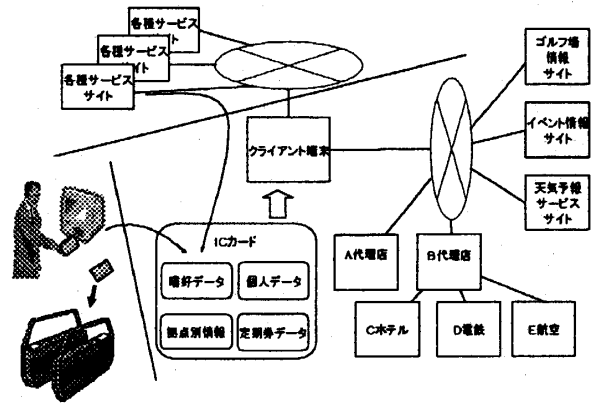 各種サービス
イト
各種サービス
イト
各種サービス
サイト
クライアント端末
ゴルフ場
情報
サイト
イベント情報
サイト
天気予報
サービス
サイト
ICカード
嗜好データ
個人データ
拠点別情報
定期券データ
A代理店
B代理店
Cホテル
D電鉄
E航空